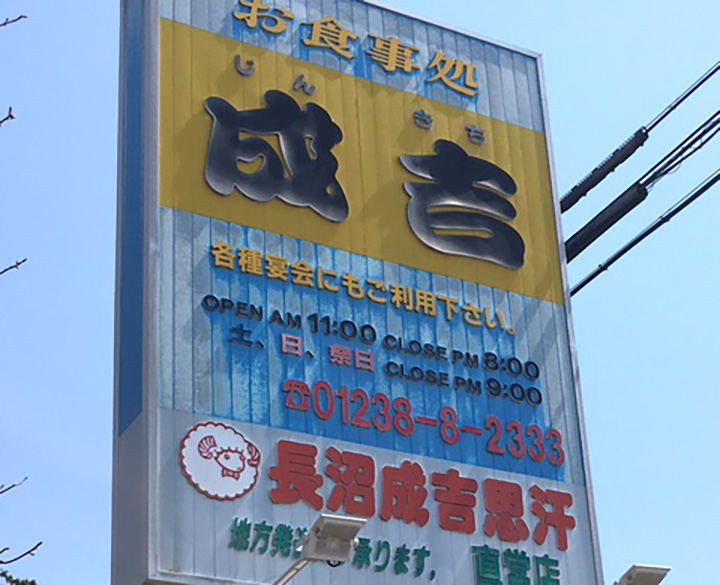 お食事処
じん きち
成吉
各種宴会にもご利用下さい。
OPEN AM 11:00 CLOSE PM 8:00
土、日、祭日 CLOSE PM 9:00
☎01238-8-2333
長沼成吉思汗
地方発 承ります。 直営店